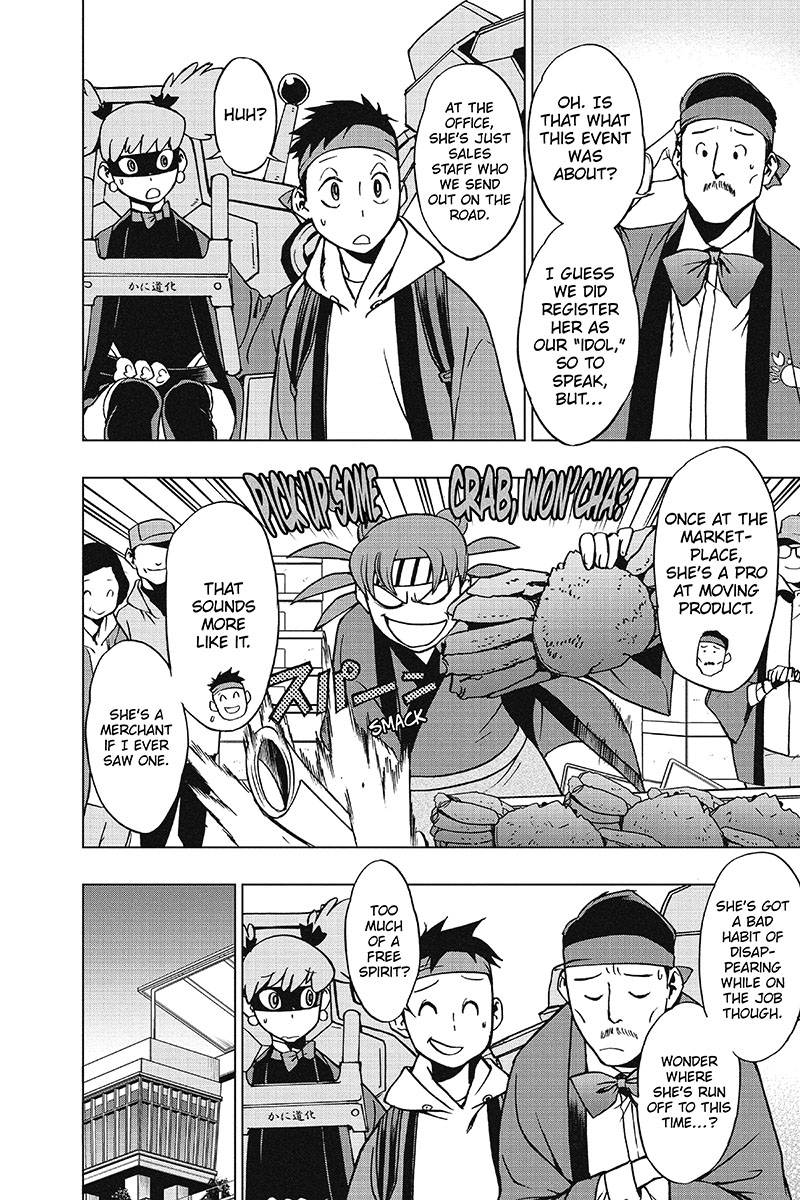 OH. IS
THAT WHAT
THIS EVENT
WAS
ABOUT?
I GUESS
WE DID
REGISTER
HER AS
OUR "IDOL,"
SO TO
SPEAK,
BUT...
AT THE
OFFICE,
SHE'S JUST
SALES
STAFF WHO
WE SEND
OUT ON THE
ROAD.
HUH?
かに道化
ONCE AT THE
MARKET-
PLACE,
SHE'S A PRO
AT MOVING
PRODUCT.
PICK UP SOME CRAB, WON'CHA?
スパーーン
SMACK
THAT
SOUNDS
MORE
LIKE IT.
SHE'S A
MERCHANT
IF I EVER
SAW ONE.
SHE'S GOT
A BAD
HABIT OF
DISAP-
PEARING
WHILE ON
THE JOB
THOUGH.
WONDER
WHERE
SHE'S RUN
OFF TO THIS
TIME...?
TOO
MUCH
OF A
FREE
SPIRIT?
かに道化